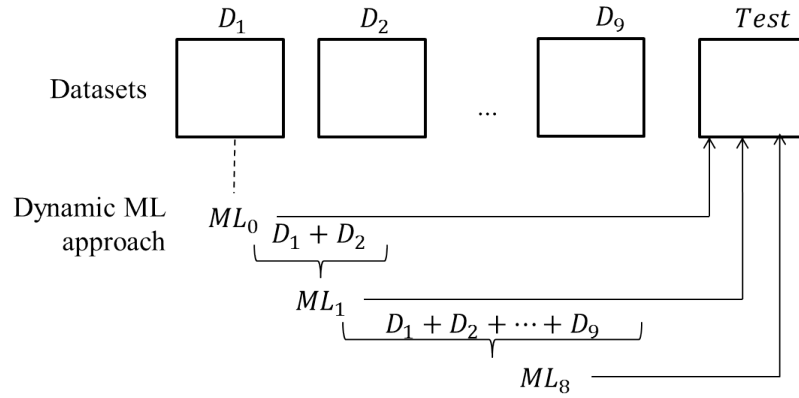 D₁ D₂ D₉ Test
Datasets
...
Dynamic ML
approach
ML₀
D₁ + D₂
ML₁
D₁ + D₂ + ⋯ + D₉
ML₈